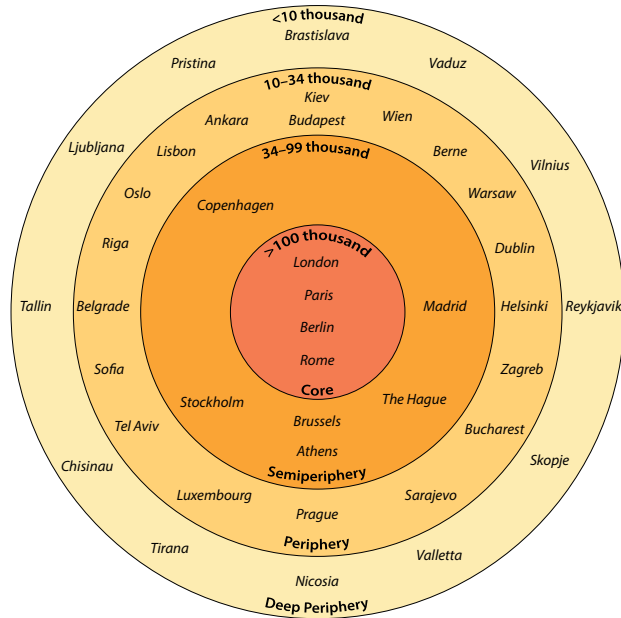 <10 thousand
Brastislava
Pristina
Vaduz
10–34 thousand
Kiev
Ankara
Budapest
Wien
Ljubljana
Lisbon
34–99 thousand
Berne
Vilnius
Oslo
Warsaw
Copenhagen
Riga
>100 thousand
Dublin
London
Paris
Tallin
Belgrade
Madrid
Helsinki
Reykjavik
Berlin
Rome
Sofia
Zagreb
Core
Stockholm
The Hague
Brussels
Tel Aviv
Bucharest
Athens
Chisinau
Skopje
Semiperiphery
Luxembourg
Sarajevo
Prague
Periphery
Tirana
Valletta
Nicosia
Deep Periphery